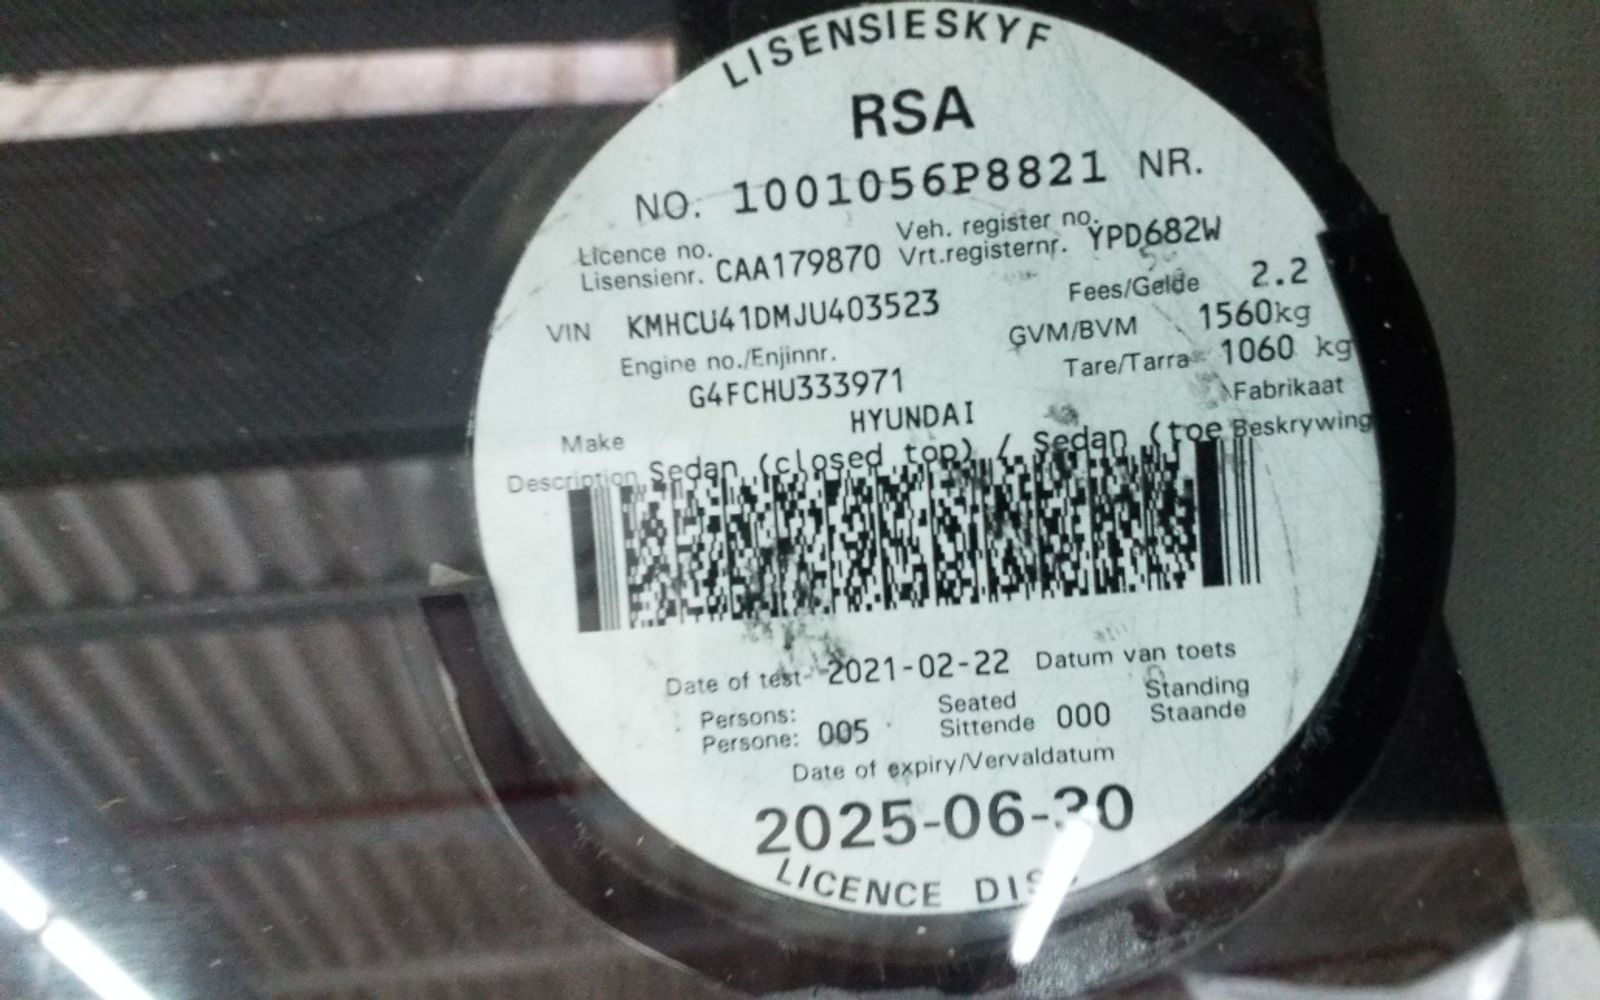 LISENSIESKYF
RSA
NO. 1001056P8821 NR.
Licence no. Lisensienr. CAA179870 Veh. register no. Vrt.registernr. YPD682W
VIN KMHCU41DMJU403523 Fees/Gelde 2.2
Engine no./Enjinnr. GVM/BVM 1560kg
G4FCHU333971 Tare/Tarra 1060 kg
Make HYUNDAI Fabrikaat
Description Sedan (closed top) / Sedan (toe Beskrywing
Date of test 2021-02-22 Datum van toets
Persons: Persone: 005 Seated Sittende 000 Standing Staande
Date of expiry/Vervaldatum
2025-06-30
LICENCE DISC